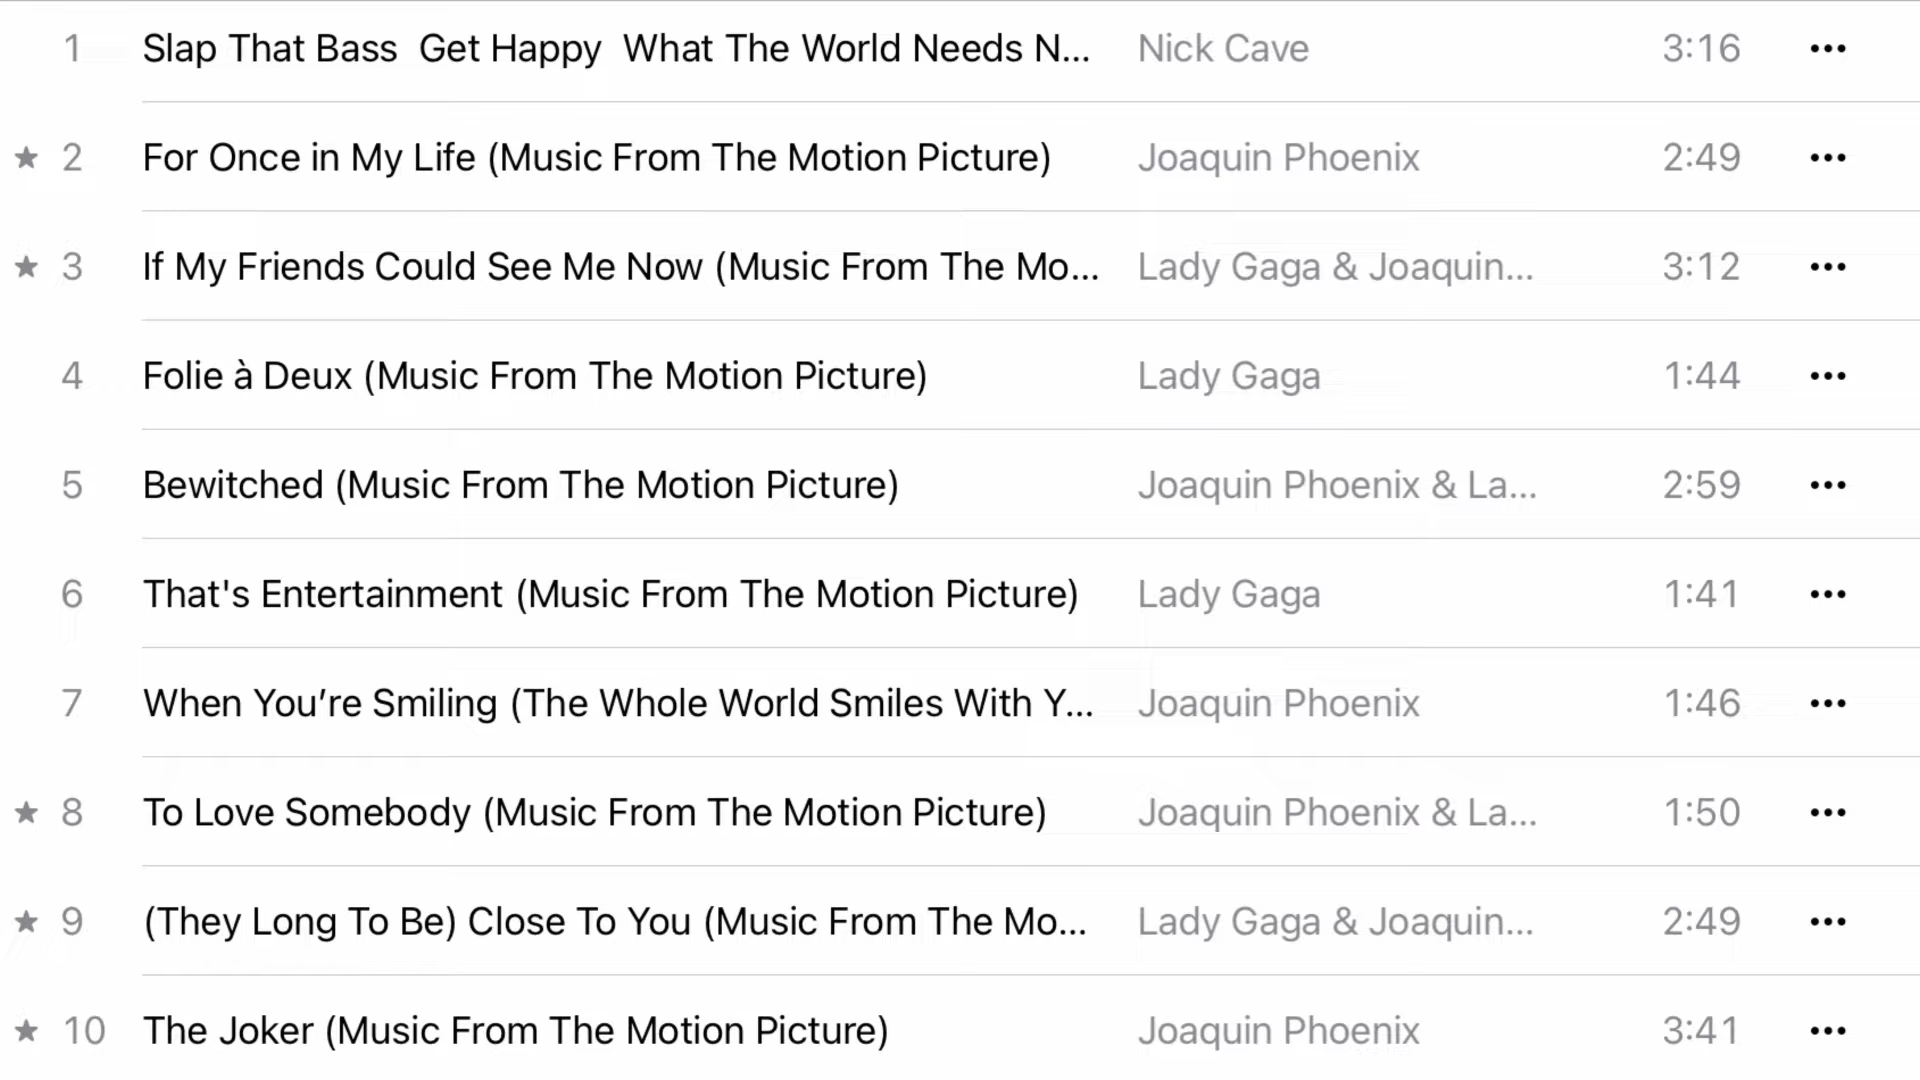 1 Slap That Bass  Get Happy  What The World Needs N... Nick Cave 3:16 •••
★ 2 For Once in My Life (Music From The Motion Picture) Joaquin Phoenix 2:49 •••
★ 3 If My Friends Could See Me Now (Music From The Mo... Lady Gaga & Joaquin... 3:12 •••
4 Folie à Deux (Music From The Motion Picture) Lady Gaga 1:44 •••
5 Bewitched (Music From The Motion Picture) Joaquin Phoenix & La... 2:59 •••
6 That's Entertainment (Music From The Motion Picture) Lady Gaga 1:41 •••
7 When You’re Smiling (The Whole World Smiles With Y... Joaquin Phoenix 1:46 •••
★ 8 To Love Somebody (Music From The Motion Picture) Joaquin Phoenix & La... 1:50 •••
★ 9 (They Long To Be) Close To You (Music From The Mo... Lady Gaga & Joaquin... 2:49 •••
★ 10 The Joker (Music From The Motion Picture) Joaquin Phoenix 3:41 •••